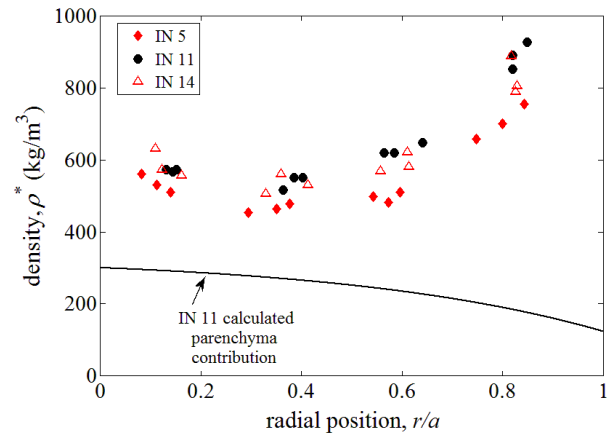 1000
800
600
400
200
0
density, ρ* (kg/m³)
IN 5
IN 11
IN 14
IN 11 calculated
parenchyma
contribution
0 0.2 0.4 0.6 0.8 1
radial position, r/a